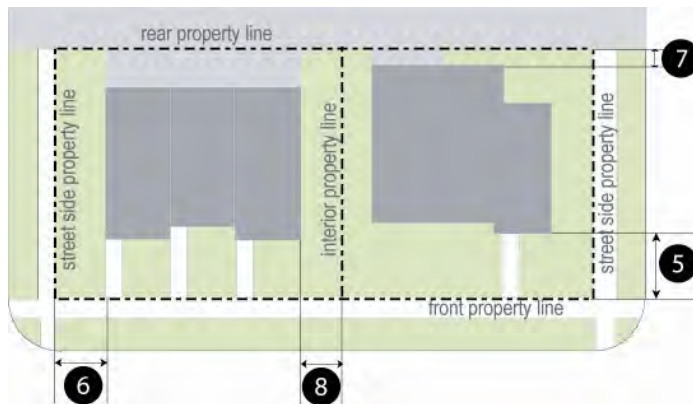 rear property line
7
street side property line
interior property line
street side property line
5
front property line
6
8